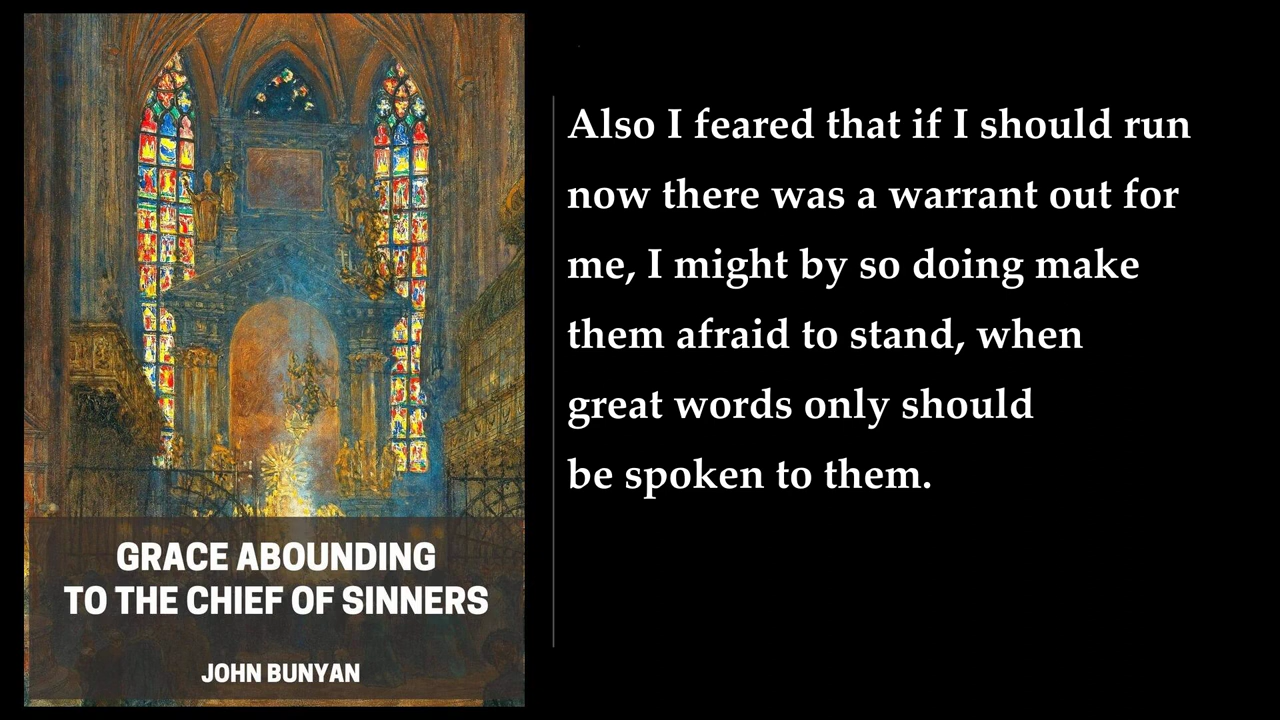 GRACE ABOUNDING
TO THE CHIEF OF SINNERS
JOHN BUNYAN
Also I feared that if I should run
now there was a warrant out for
me, I might by so doing make
them afraid to stand, when
great words only should
be spoken to them.